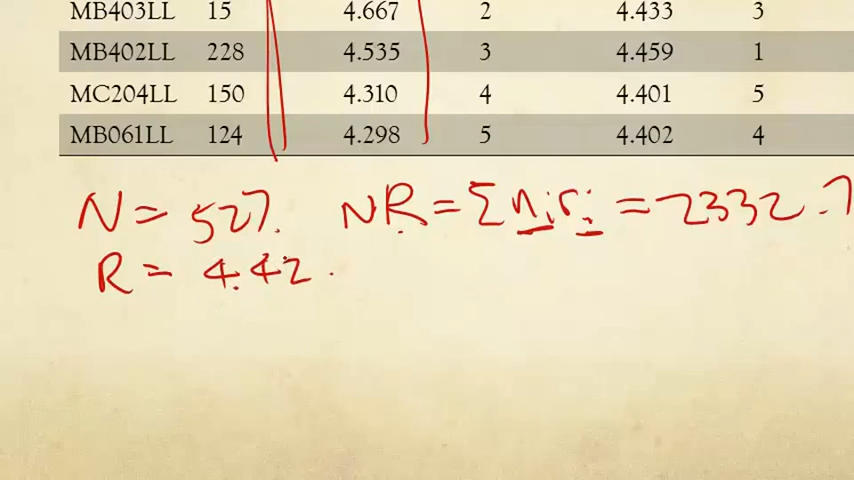 MB403LL 15 4.667 2 4.433 3
MB402LL 228 4.535 3 4.459 1
MC204LL 150 4.310 4 4.401 5
MB061LL 124 4.298 5 4.402 4
N = 527. NR = Σ nᵢ rᵢ = 2332.7
R = 4.42.